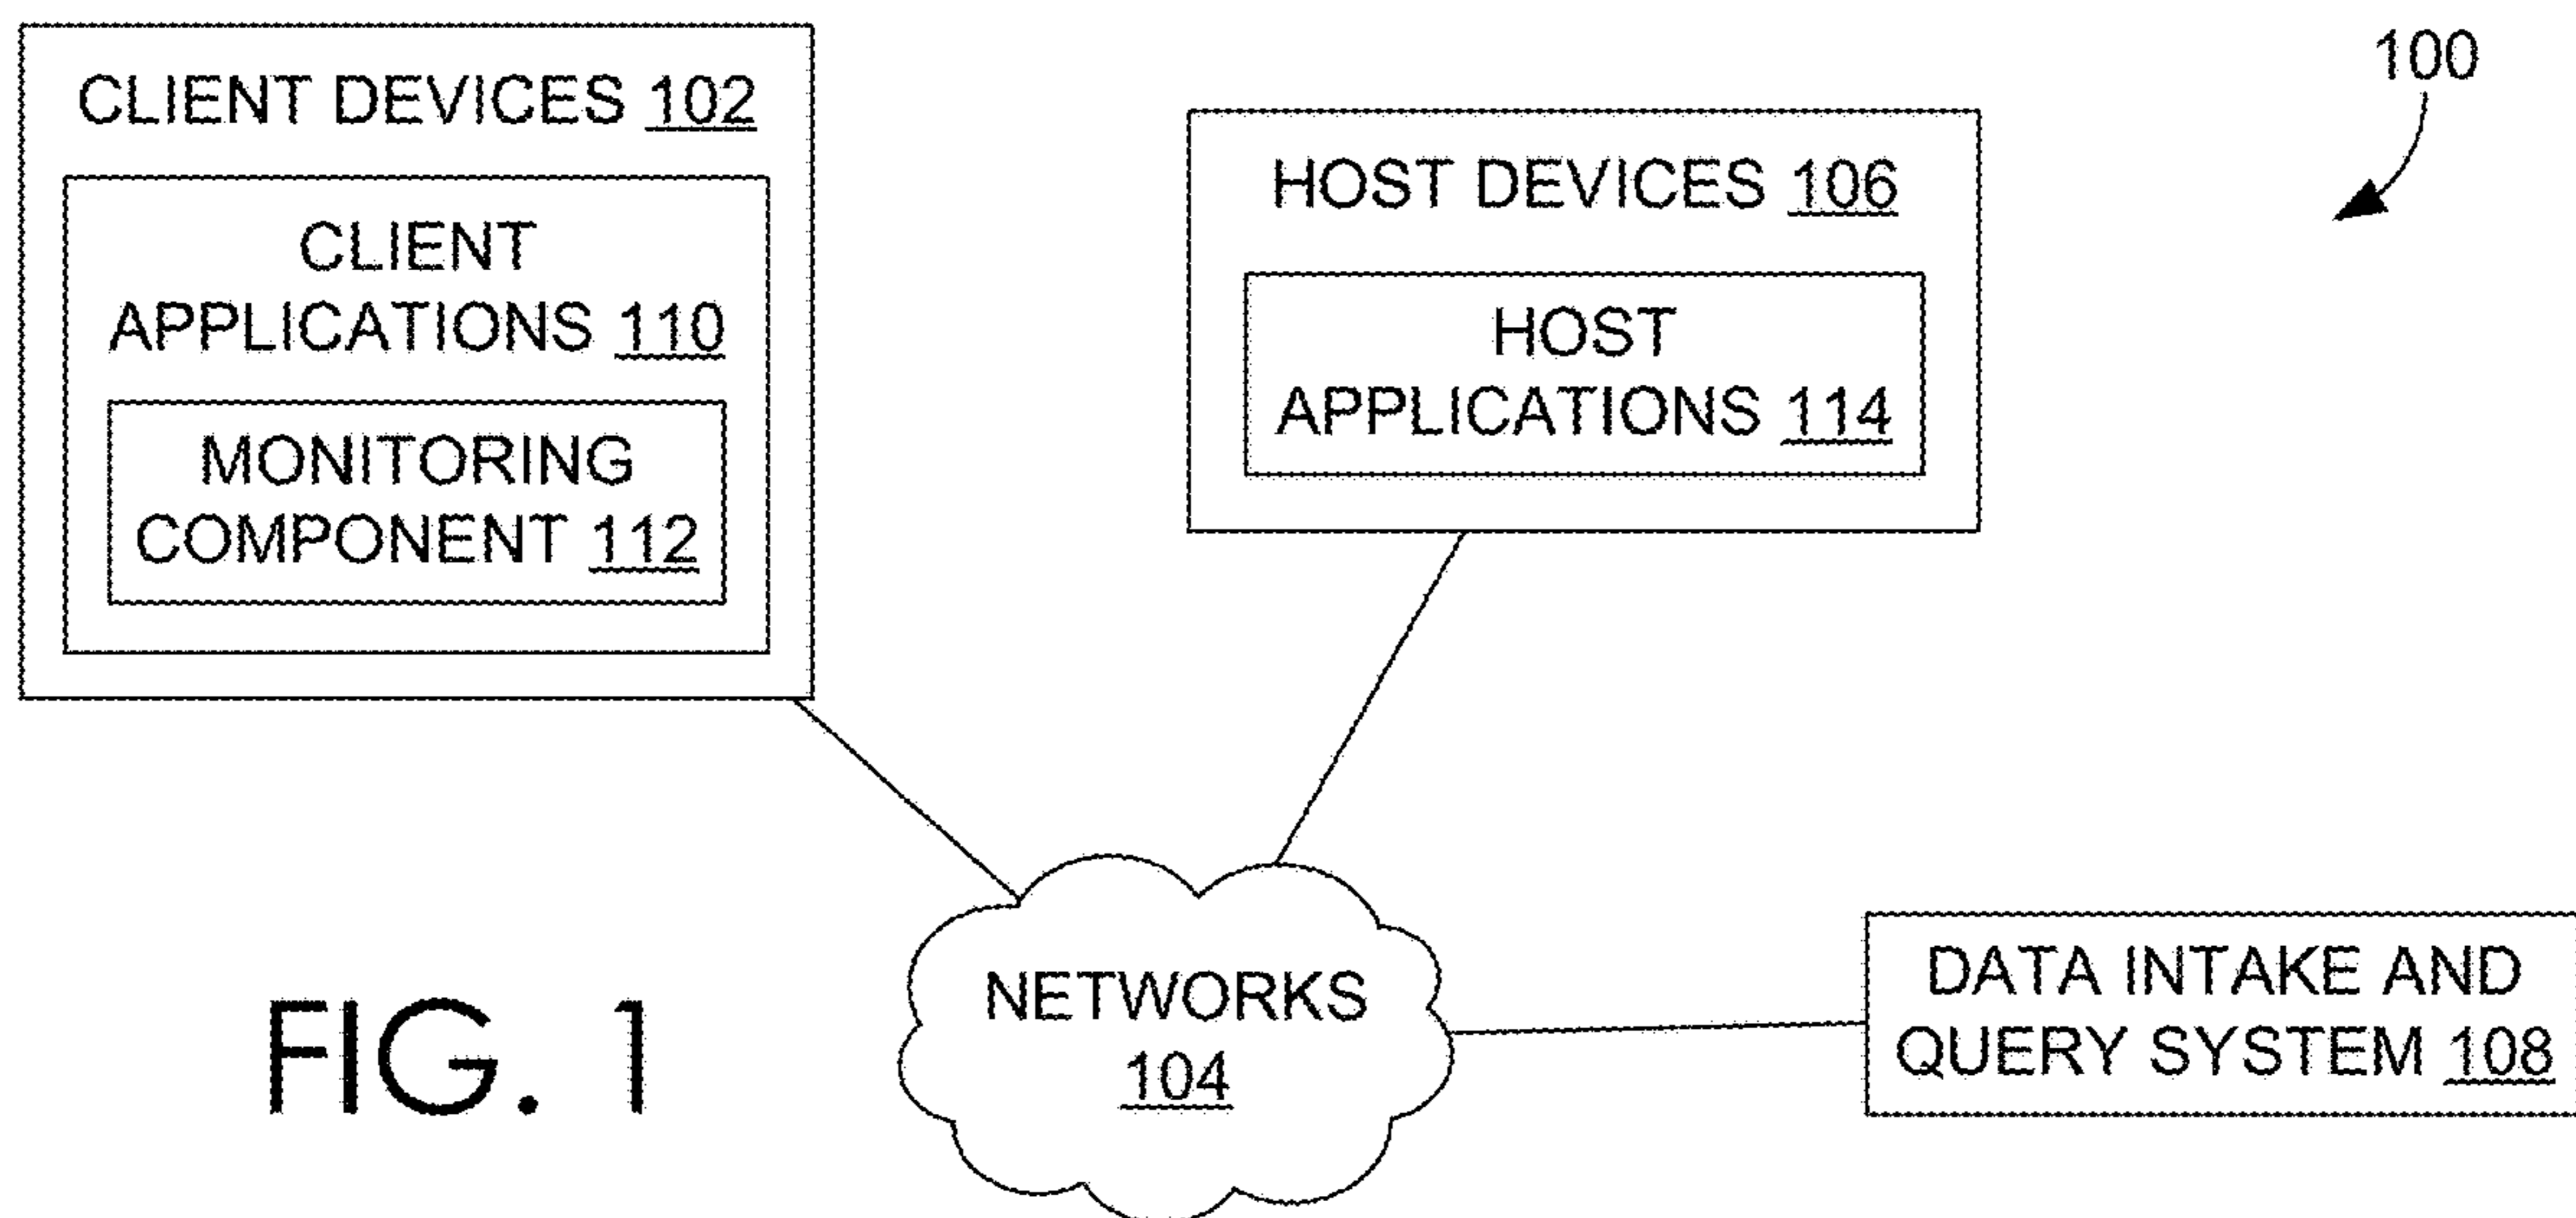 CLIENT DEVICES 102
CLIENT
APPLICATIONS 110
MONITORING
COMPONENT 112
100
HOST DEVICES 106
HOST
APPLICATIONS 114
NETWORKS
104
DATA INTAKE AND
QUERY SYSTEM 108
FIG. 1